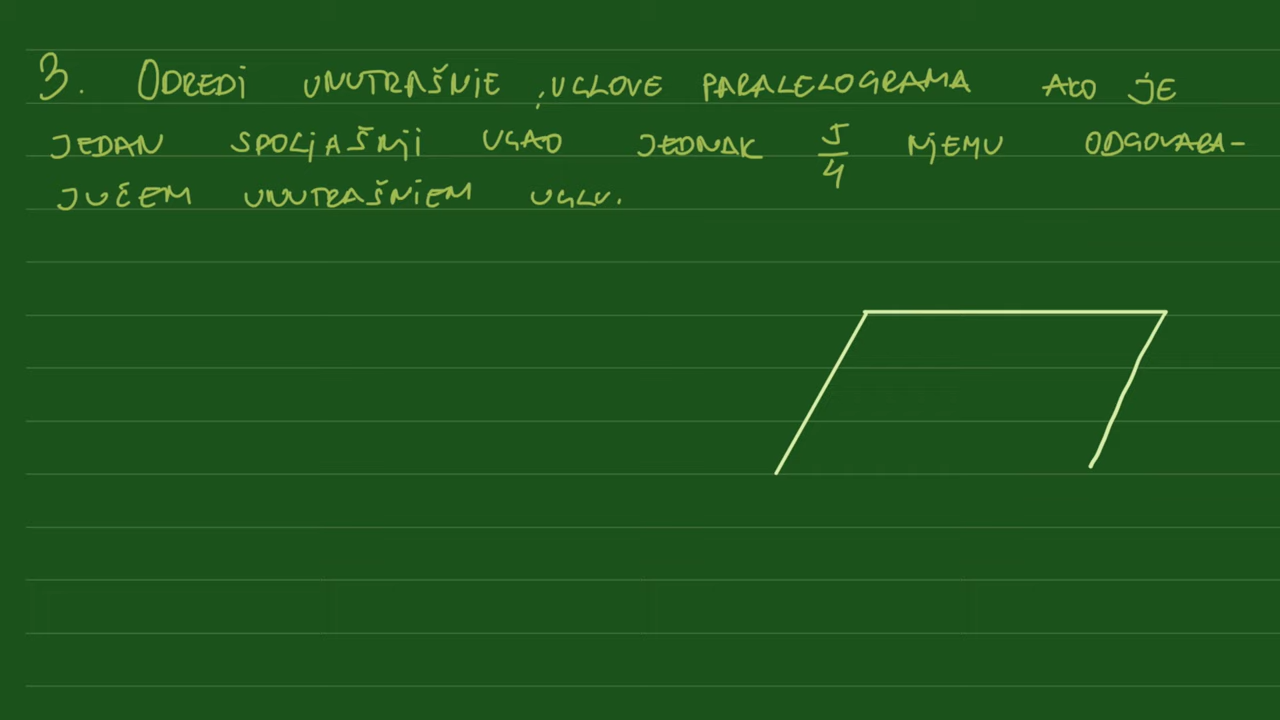 3. ODREDI UNUTRAŠNJE UGLOVE PARALELOGRAMA AKO JE
JEDAN SPOLJAŠNJI UGAO JEDNAK 5/4 NJEMU ODGOVARA-
JUĆEM UNUTRAŠNJEM UGLU.